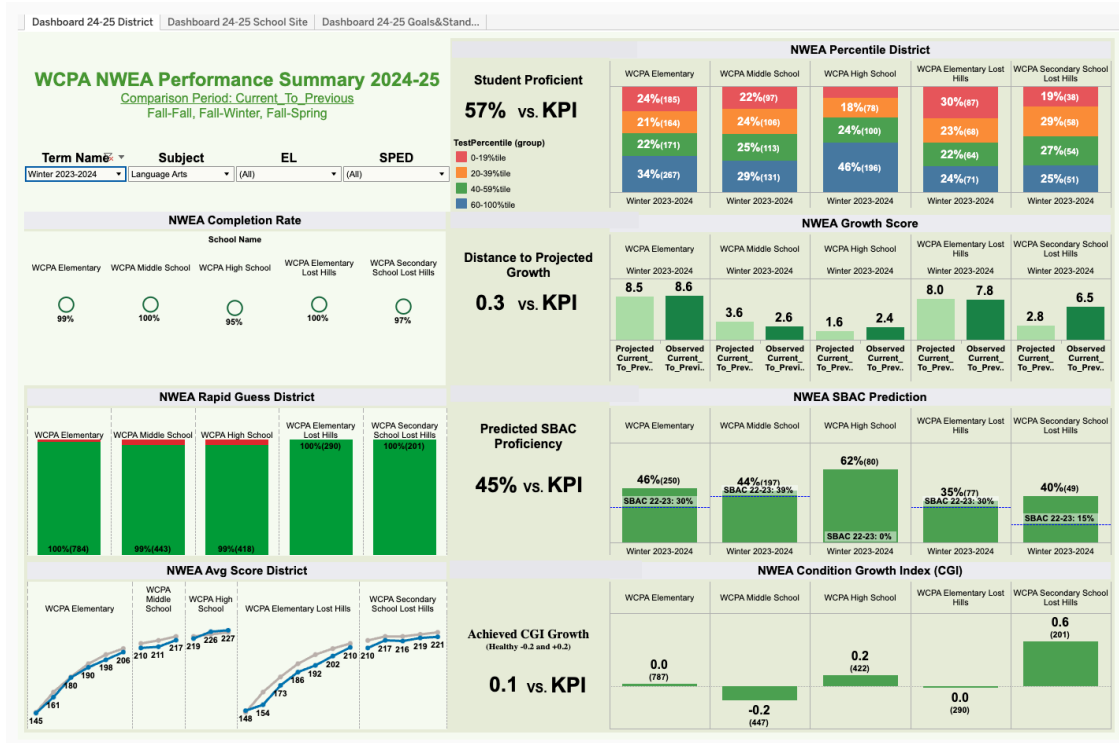 Dashboard 24-25 District
Dashboard 24-25 School Site
Dashboard 24-25 Goals&Stand...
WCPA NWEA Performance Summary 2024-25
Comparison Period: Current_To_Previous
Fall-Fall, Fall-Winter, Fall-Spring
Term Name Subject EL SPED
Winter 2023-2024 Language Arts (All) (All)
NWEA Completion Rate
School Name
WCPA Elementary WCPA Middle School WCPA High School WCPA Elementary Lost Hills WCPA Secondary School Lost Hills
99% 100% 95% 100% 97%
NWEA Rapid Guess District
WCPA Elementary WCPA Middle School WCPA High School WCPA Elementary Lost Hills WCPA Secondary School Lost Hills
100%(290) 100%(201)
100%(784) 99%(443) 99%(418)
NWEA Avg Score District
WCPA Elementary WCPA Middle School WCPA High School WCPA Elementary Lost Hills WCPA Secondary School Lost Hills
145 161 180 190 198 206
210 211 217
219 226 227
148 154 173 186 192 202 210
210 217 216 219 221
NWEA Percentile District
Student Proficient
57% VS. KPI
TestPercentile (group)
0-19%tile
20-39%tile
40-59%tile
60-100%tile
WCPA Elementary WCPA Middle School WCPA High School WCPA Elementary Lost Hills WCPA Secondary School Lost Hills
24%(185) 22%(97) 30%(87) 19%(38)
21%(164) 24%(106) 18%(78) 23%(68) 29%(58)
22%(171) 25%(113) 24%(100) 22%(64) 27%(54)
34%(267) 29%(131) 46%(196) 24%(71) 25%(51)
Winter 2023-2024 Winter 2023-2024 Winter 2023-2024 Winter 2023-2024 Winter 2023-2024
NWEA Growth Score
Distance to Projected
Growth
0.3 VS. KPI
WCPA Elementary WCPA Middle School WCPA High School WCPA Elementary Lost Hills WCPA Secondary School Lost Hills
Winter 2023-2024 Winter 2023-2024 Winter 2023-2024 Winter 2023-2024 Winter 2023-2024
8.5 8.6 3.6 2.6 1.6 2.4 8.0 7.8 2.8 6.5
Projected Observed Projected Observed Projected Observed Projected Observed Projected Observed
Current_ Current_ Current_ Current_ Current_ Current_ Current_ Current_ Current_ Current_
To_Prev.. To_Previ.. To_Prev.. To_Prev.. To_Prev.. To_Prev.. To_Prev.. To_Prev.. To_Prev.. To_Prev..
NWEA SBAC Prediction
Predicted SBAC
Proficiency
45% VS. KPI
WCPA Elementary WCPA Middle School WCPA High School WCPA Elementary Lost Hills WCPA Secondary School Lost Hills
46%(250) 44%(197) 62%(80) 35%(77) 40%(49)
SBAC 22-23: 30% SBAC 22-23: 39% SBAC 22-23: 0% SBAC 22-23: 30% SBAC 22-23: 15%
Winter 2023-2024 Winter 2023-2024 Winter 2023-2024 Winter 2023-2024 Winter 2023-2024
NWEA Condition Growth Index (CGI)
Achieved CGI Growth
(Healthy -0.2 and +0.2)
0.1 VS. KPI
WCPA Elementary WCPA Middle School WCPA High School WCPA Elementary Lost Hills WCPA Secondary School Lost Hills
0.0 -0.2 0.2 0.0 0.6
(787) (447) (422) (290) (201)